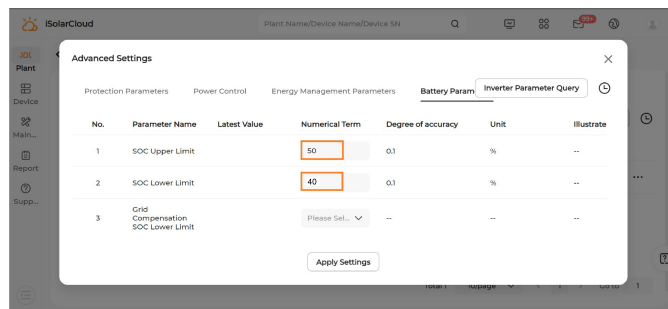 iSolarCloud
Plant Name/Device Name/Device SN
99+
Plant
Device
Main...
Report
Supp...
Advanced Settings
Protection Parameters Power Control Energy Management Parameters Battery Param Inverter Parameter Query
No. Parameter Name Latest Value Numerical Term Degree of accuracy Unit Illustrate
1 SOC Upper Limit 50 0.1 % --
2 SOC Lower Limit 40 0.1 % --
3 Grid
Compensation
SOC Lower Limit Please Sel... -- -- --
Apply Settings
...
Total 1 10/page < 1 > Go to 1
?